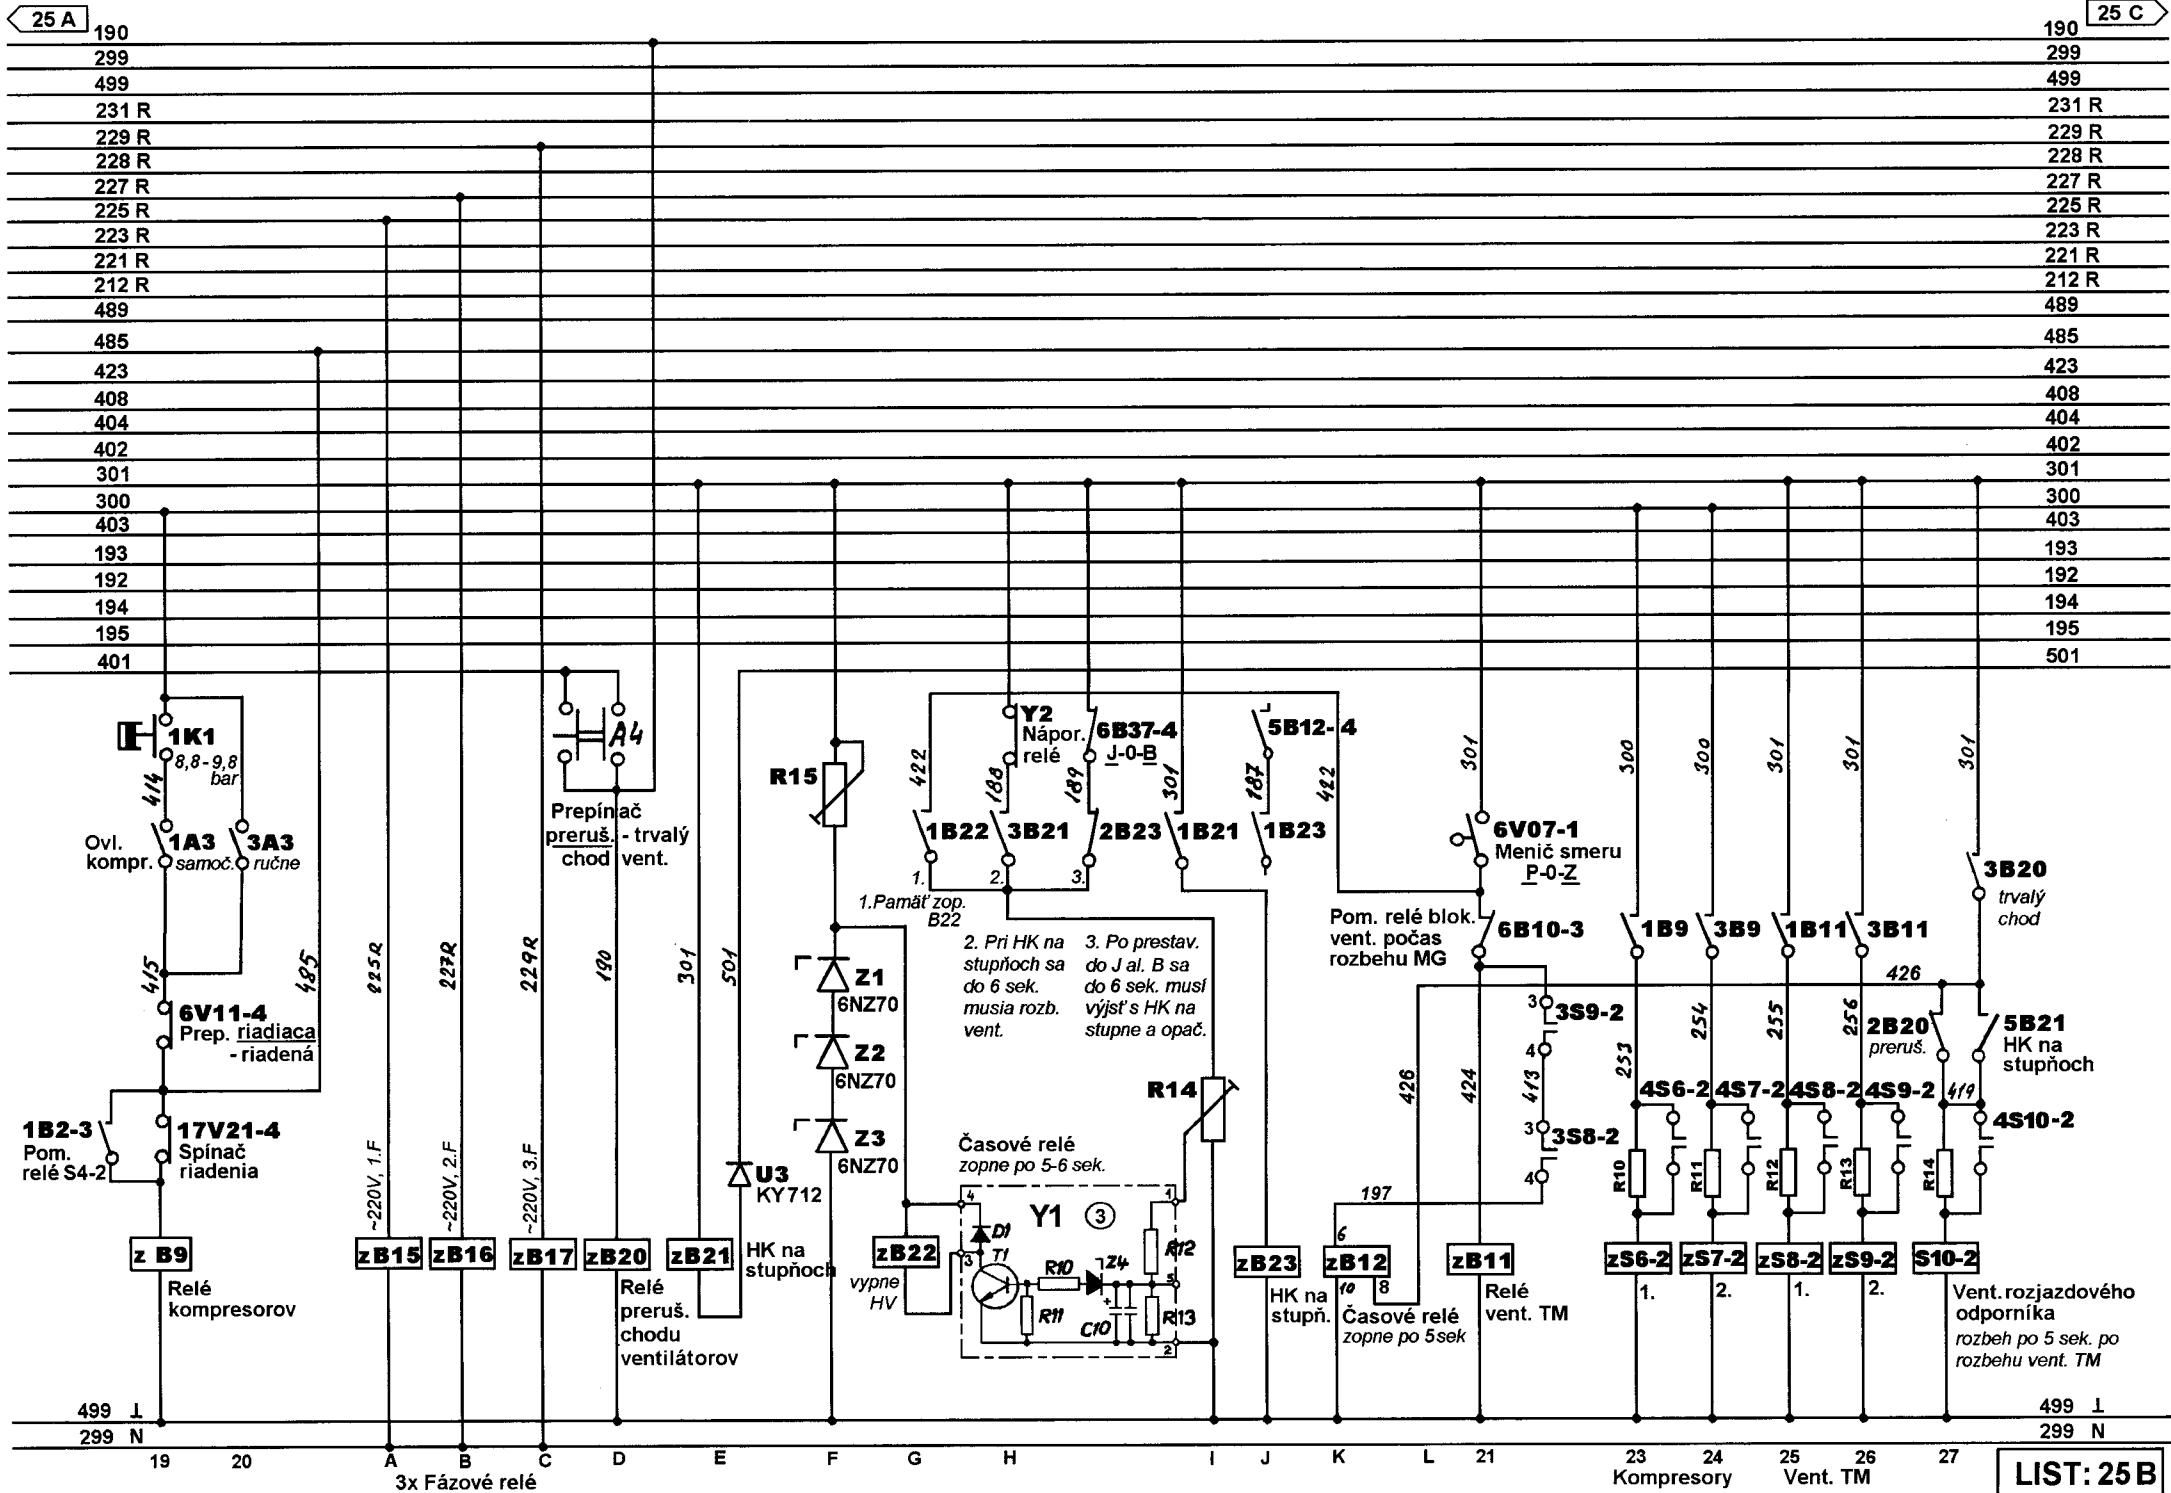 25 A
25 C
190
190
299
299
499
499
231 R
231 R
229 R
229 R
228 R
228 R
227 R
227 R
225 R
225 R
223 R
223 R
221 R
221 R
212 R
212 R
489
489
485
485
423
423
408
408
404
404
402
402
301
301
300
300
403
403
193
193
192
192
194
194
195
195
401
501
1K1
8,8-9,8
bar
414
Ovl.
kompr.
1A3
samoč.
3A3
ručne
415
485
6V11-4
Prep. riadiaca
- riadená
1B2-3
Pom.
relé S4-2
17V21-4
Spínač
riadenia
z B9
Relé
kompresorov
225R
~220V, 1.F
zB15
227R
~220V, 2.F
zB16
229R
~220V, 3.F
zB17
A4
Prepínač
preruš. - trvalý
chod vent.
190
zB20
Relé
preruš.
chodu
ventilátorov
301
zB21
HK na
stupňoch
501
U3
KY712
R15
Z1
6NZ70
Z2
6NZ70
Z3
6NZ70
422
1B22
1.
1.Pamäť zop.
B22
Y2
Nápor.
relé
188
3B21
2.
2. Pri HK na
stupňoch sa
do 6 sek.
musia rozb.
vent.
6B37-4
J-0-B
189
2B23
3.
3. Po prestav.
do J al. B sa
do 6 sek. musí
výjsť s HK na
stupne a opač.
301
1B21
5B12-4
187
1B23
422
R14
Časové relé
zopne po 5-6 sek.
Y1
3
4
1
D1
3
T1
R10
Z4
R12
5
R11
+
C10
R13
2
zB22
vypne
HV
zB23
HK na
stupň.
197
6
zB12
10
8
Časové relé
zopne po 5sek
426
301
6V07-1
Menič smeru
P-0-Z
Pom. relé blok.
vent. počas
rozbehu MG
6B10-3
3
3S9-2
4
413
3
3S8-2
4
424
zB11
Relé
vent. TM
300
1B9
253
4S6-2
R10
zS6-2
1.
300
3B9
254
4S7-2
R11
zS7-2
2.
301
1B11
255
4S8-2
R12
zS8-2
1.
301
3B11
256
4S9-2
R13
zS9-2
2.
301
3B20
trvalý
chod
426
2B20
preruš.
5B21
HK na
stupňoch
419
4S10-2
R14
S10-2
Vent.rozjazdového
odporníka
rozbeh po 5 sek. po
rozbehu vent. TM
499 ⊥
499 ⊥
299 N
299 N
19 20 A B C D E F G H I J K L 21 23 24 25 26 27
3x Fázové relé
Kompresory
Vent. TM
LIST: 25 B